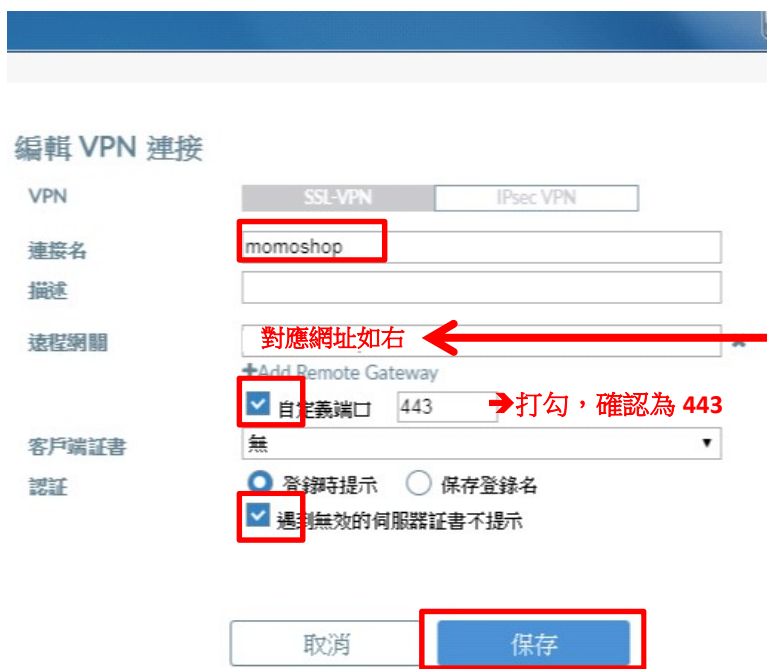 編輯 VPN 連接
VPN SSL-VPN IPsec VPN
連接名 momoshop
描述
遠程網關 對應網址如右
+Add Remote Gateway
自定義端口 443 →打勾，確認為 443
客戶端証書 無
認証 登錄時提示 保存登錄名
遇到無效的伺服器証書不提示
取消 保存